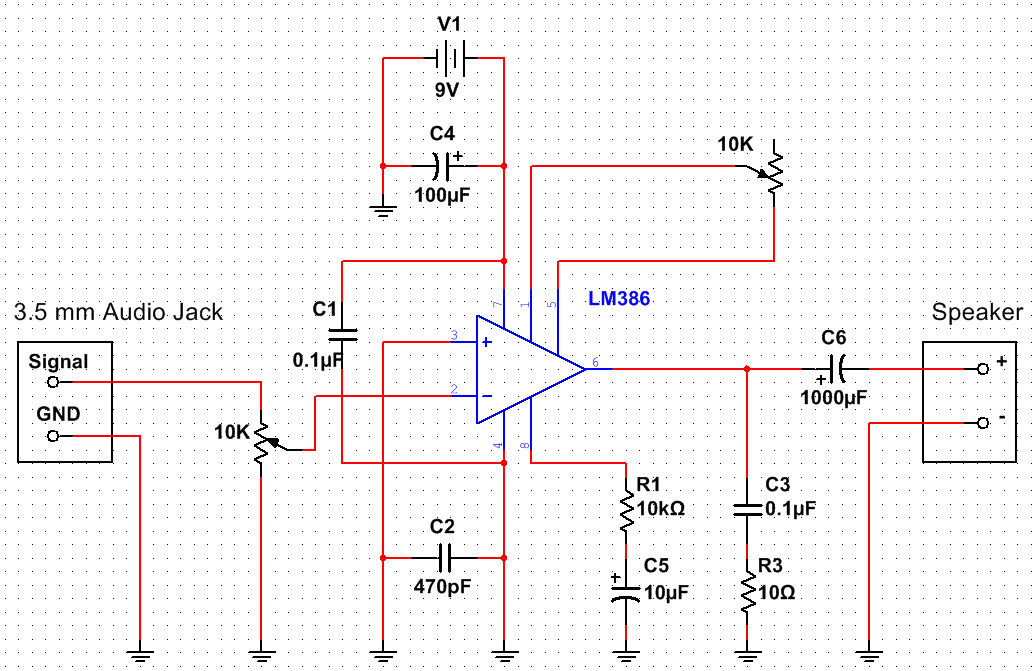 V1
9V
C4
+
100µF
10K
3.5 mm Audio Jack
Signal
GND
10K
C1
0.1µF
LM386
7
1
5
3
+
2
-
6
4
8
C6
+
1000µF
Speaker
+
-
R1
10kΩ
C3
0.1µF
C2
470pF
C5
+
10µF
R3
10Ω